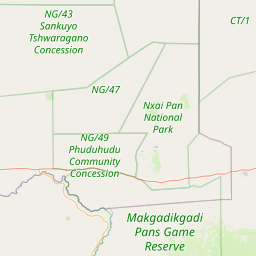 NG/43
Sankuyo
Tshwaragano
Concession
CT/1
NG/47
Nxai Pan
National
Park
NG/49
Phuduhudu
Community
Concession
Makgadikgadi
Pans Game
Reserve